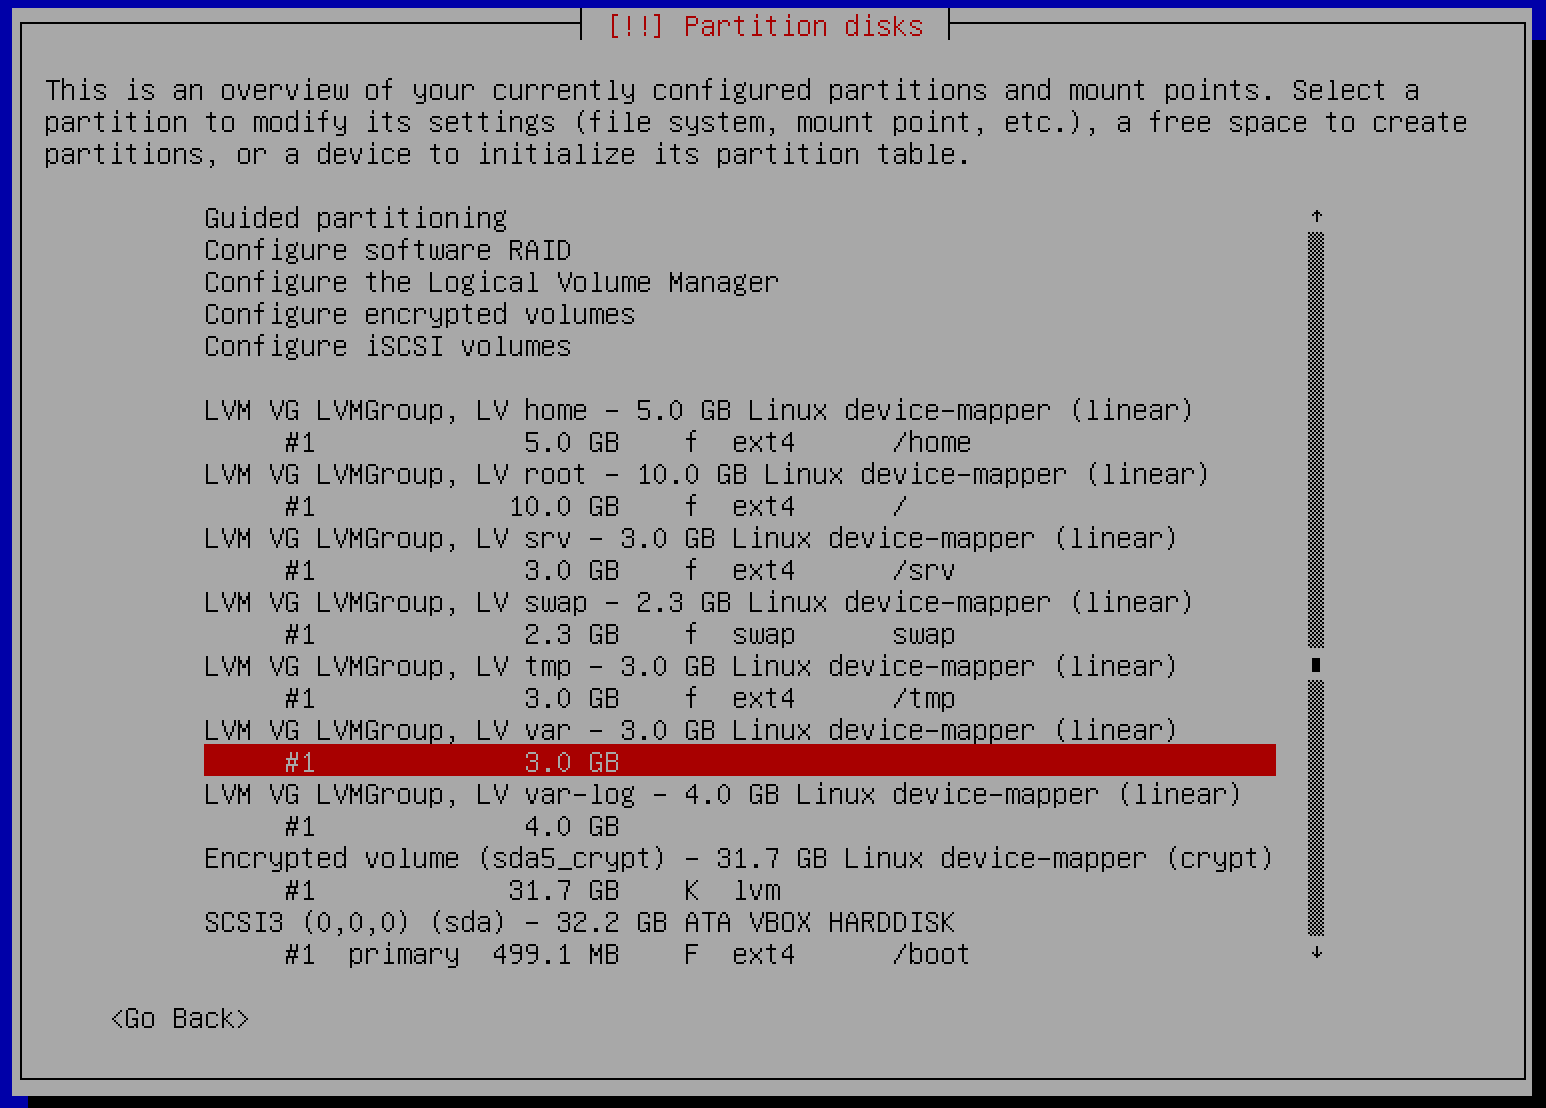 [!!] Partition disks
This is an overview of your currently configured partitions and mount points. Select a
partition to modify its settings (file system, mount point, etc.), a free space to create
partitions, or a device to initialize its partition table.
Guided partitioning
Configure software RAID
Configure the Logical Volume Manager
Configure encrypted volumes
Configure iSCSI volumes
LVM VG LVMGroup, LV home - 5.0 GB Linux device-mapper (linear)
#1 5.0 GB f ext4 /home
LVM VG LVMGroup, LV root - 10.0 GB Linux device-mapper (linear)
#1 10.0 GB f ext4 /
LVM VG LVMGroup, LV srv - 3.0 GB Linux device-mapper (linear)
#1 3.0 GB f ext4 /srv
LVM VG LVMGroup, LV swap - 2.3 GB Linux device-mapper (linear)
#1 2.3 GB f swap swap
LVM VG LVMGroup, LV tmp - 3.0 GB Linux device-mapper (linear)
#1 3.0 GB f ext4 /tmp
LVM VG LVMGroup, LV var - 3.0 GB Linux device-mapper (linear)
#1 3.0 GB
LVM VG LVMGroup, LV var-log - 4.0 GB Linux device-mapper (linear)
#1 4.0 GB
Encrypted volume (sda5_crypt) - 31.7 GB Linux device-mapper (crypt)
#1 31.7 GB K lvm
SCSI3 (0,0,0) (sda) - 32.2 GB ATA VBOX HARDDISK
#1 primary 499.1 MB F ext4 /boot
<Go Back>